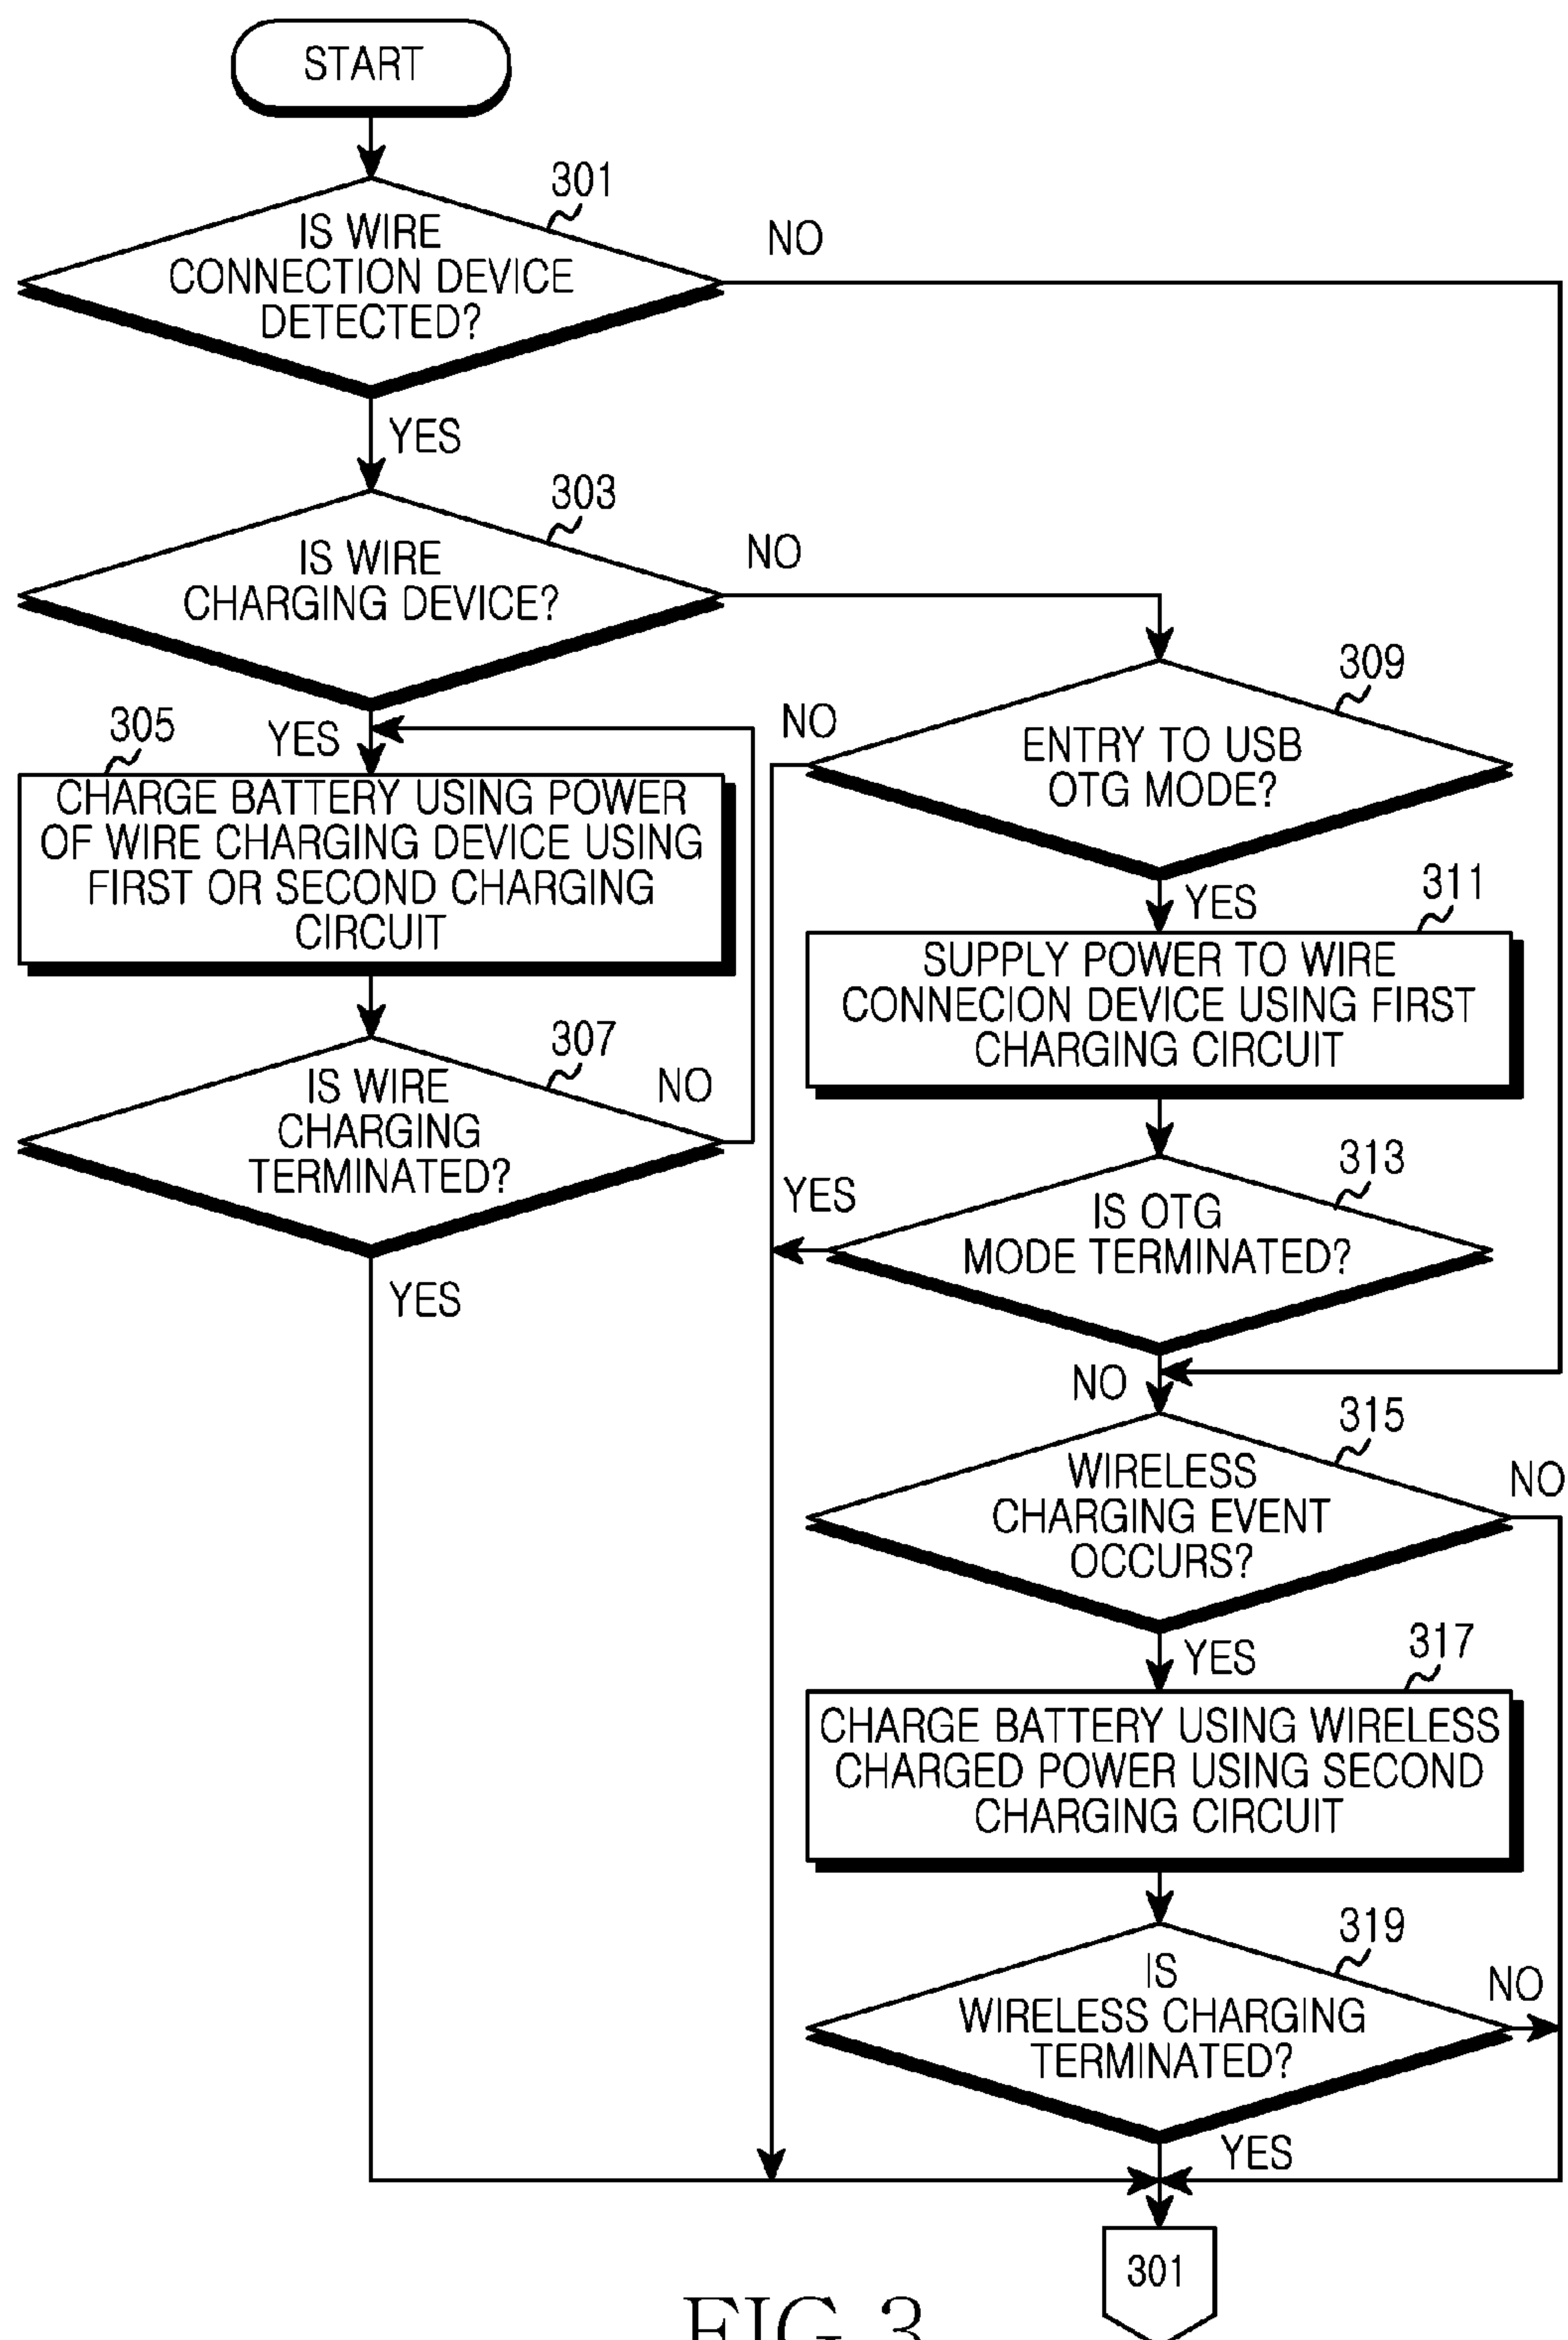 START
301
IS WIRE
CONNECTION DEVICE
DETECTED?
NO
YES
303
IS WIRE
CHARGING DEVICE?
NO
YES
305
CHARGE BATTERY USING POWER
OF WIRE CHARGING DEVICE USING
FIRST OR SECOND CHARGING
CIRCUIT
307
IS WIRE
CHARGING
TERMINATED?
NO
YES
309
ENTRY TO USB
OTG MODE?
NO
YES
311
SUPPLY POWER TO WIRE
CONNECION DEVICE USING FIRST
CHARGING CIRCUIT
313
IS OTG
MODE TERMINATED?
YES
NO
315
WIRELESS
CHARGING EVENT
OCCURS?
NO
YES
317
CHARGE BATTERY USING WIRELESS
CHARGED POWER USING SECOND
CHARGING CIRCUIT
319
IS
WIRELESS CHARGING
TERMINATED?
NO
YES
301
FIG.3